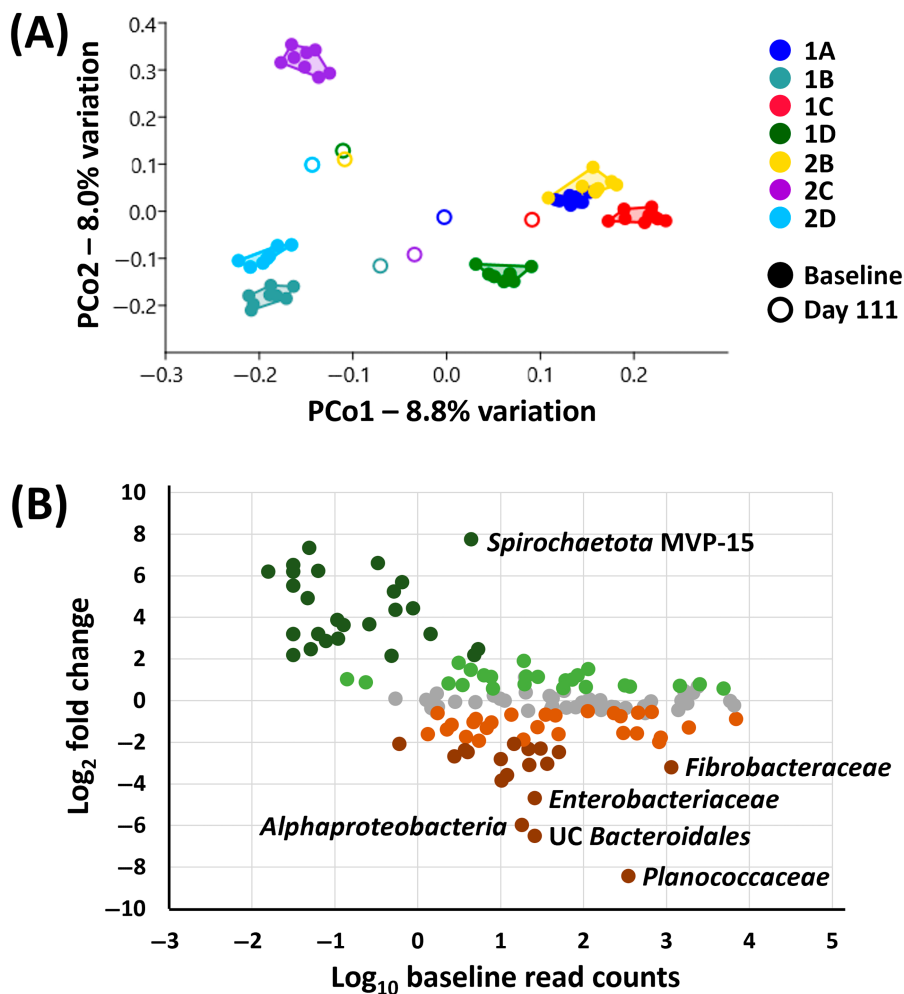 (A)
PCo2 – 8.0% variation
0.4
0.3
0.2
0.1
0.0
−0.1
−0.2
−0.3 −0.2 −0.1 0.0 0.1 0.2
PCo1 – 8.8% variation
1A
1B
1C
1D
2B
2C
2D
Baseline
Day 111
(B)
Log2 fold change
10
8
6
4
2
0
−2
−4
−6
−8
−10
Spirochaetota MVP-15
Fibrobacteraceae
Enterobacteriaceae
Alphaproteobacteria
UC Bacteroidales
Planococcaceae
−3 −2 −1 0 1 2 3 4 5
Log10 baseline read counts